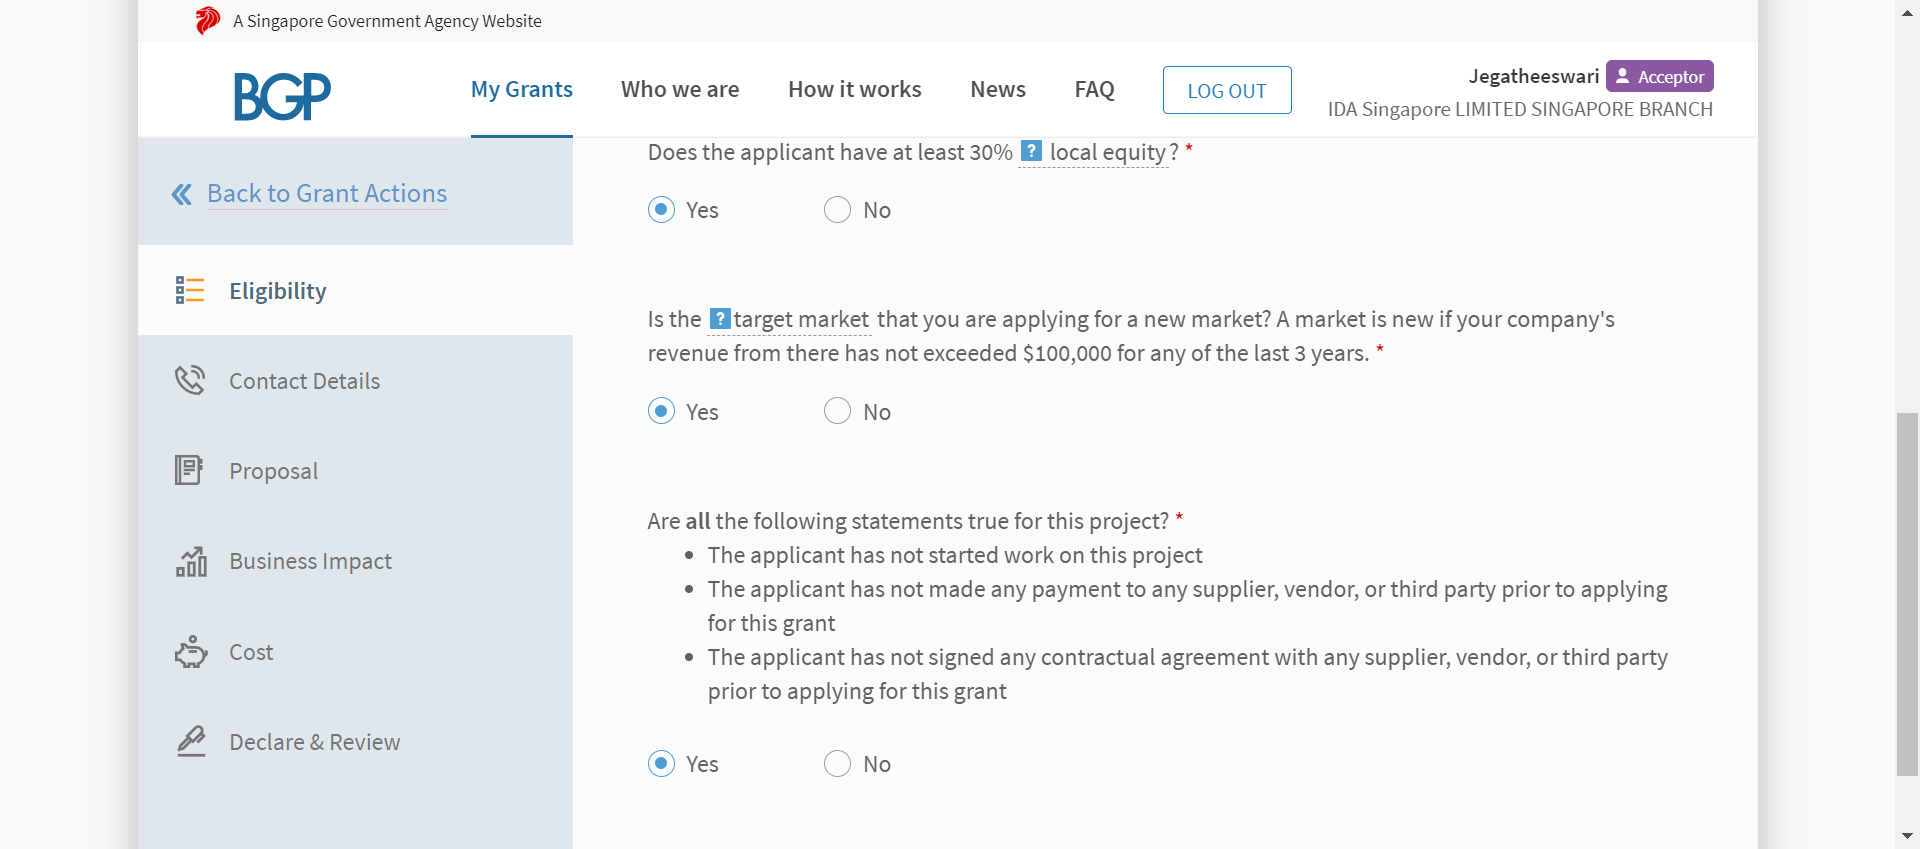 A Singapore Government Agency Website
BGP
My Grants
Who we are
How it works
News
FAQ
LOG OUT
Jegatheeswari
Acceptor
IDA Singapore LIMITED SINGAPORE BRANCH
Back to Grant Actions
Eligibility
Contact Details
Proposal
Business Impact
Cost
Declare & Review
Does the applicant have at least 30% ? local equity? *
Yes
No
Is the ? target market that you are applying for a new market? A market is new if your company's
revenue from there has not exceeded $100,000 for any of the last 3 years. *
Yes
No
Are all the following statements true for this project? *
• The applicant has not started work on this project
• The applicant has not made any payment to any supplier, vendor, or third party prior to applying
for this grant
• The applicant has not signed any contractual agreement with any supplier, vendor, or third party
prior to applying for this grant
Yes
No